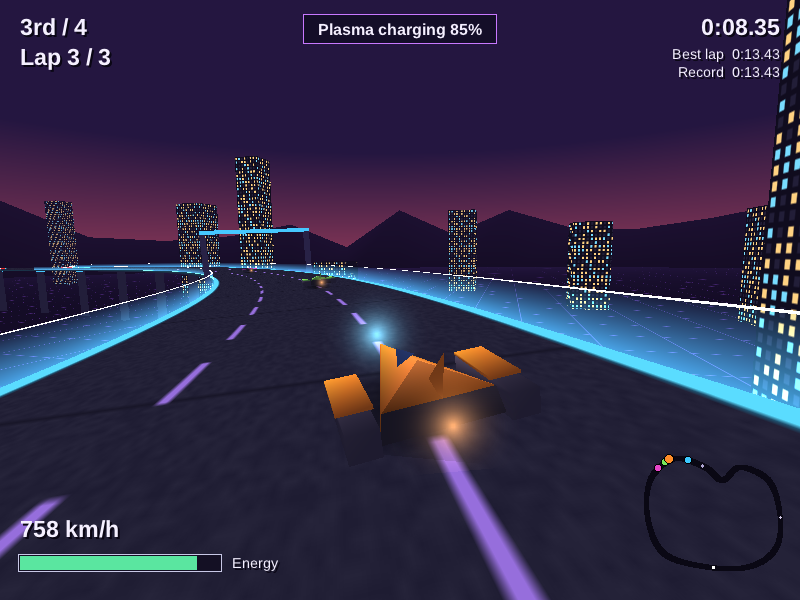 3rd / 4
Lap 3 / 3
Plasma charging 85%
0:08.35
Best lap 0:13.43
Record 0:13.43
758 km/h
Energy